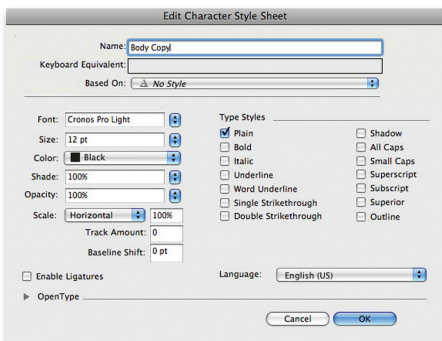 Edit Character Style Sheet
Name: Body Copy
Keyboard Equivalent:
Based On: A No Style
Font: Cronos Pro Light
Size: 12 pt
Color: Black
Shade: 100%
Opacity: 100%
Scale: Horizontal 100%
Track Amount: 0
Baseline Shift: 0 pt
Type Styles
Plain
Bold
Italic
Underline
Word Underline
Single Strikethrough
Double Strikethrough
Shadow
All Caps
Small Caps
Superscript
Subscript
Superior
Outline
Enable Ligatures
Language: English (US)
OpenType
Cancel OK